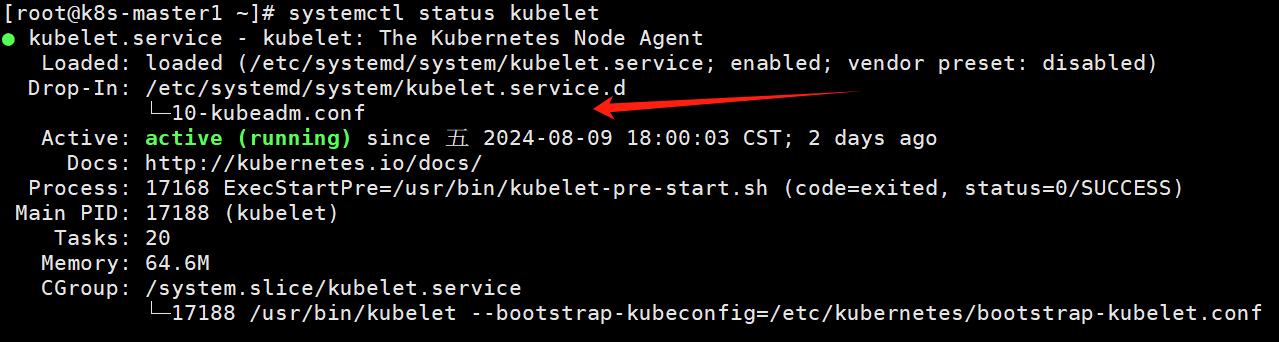 [root@k8s-master1 ~]# systemctl status kubelet
● kubelet.service - kubelet: The Kubernetes Node Agent
   Loaded: loaded (/etc/systemd/system/kubelet.service; enabled; vendor preset: disabled)
  Drop-In: /etc/systemd/system/kubelet.service.d
           └─10-kubeadm.conf
   Active: active (running) since 五 2024-08-09 18:00:03 CST; 2 days ago
     Docs: http://kubernetes.io/docs/
  Process: 17168 ExecStartPre=/usr/bin/kubelet-pre-start.sh (code=exited, status=0/SUCCESS)
 Main PID: 17188 (kubelet)
    Tasks: 20
   Memory: 64.6M
   CGroup: /system.slice/kubelet.service
           └─17188 /usr/bin/kubelet --bootstrap-kubeconfig=/etc/kubernetes/bootstrap-kubelet.conf